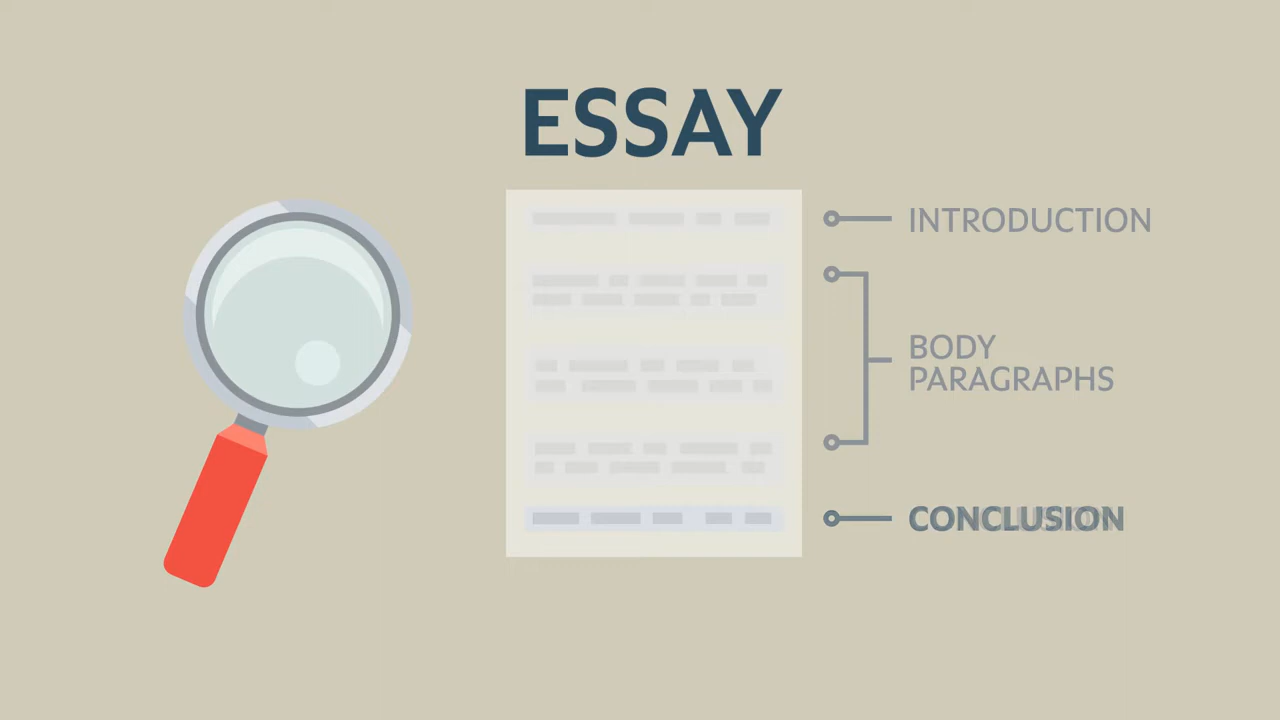 ESSAY
INTRODUCTION
BODY
PARAGRAPHS
CONCLUSION